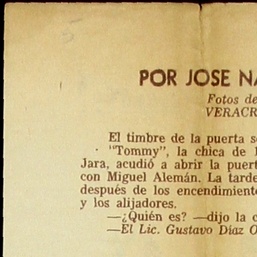 POR JOSE NA
Fotos de
VERACR
El timbre de la puerta s
"Tommy", la chica de
Jara, acudió a abrir la puert
con Miguel Alemán. La tarde
después de los encendimient
y los alijadores.
—¿Quién es? —dijo la c
—El Lic. Gustavo Díaz O